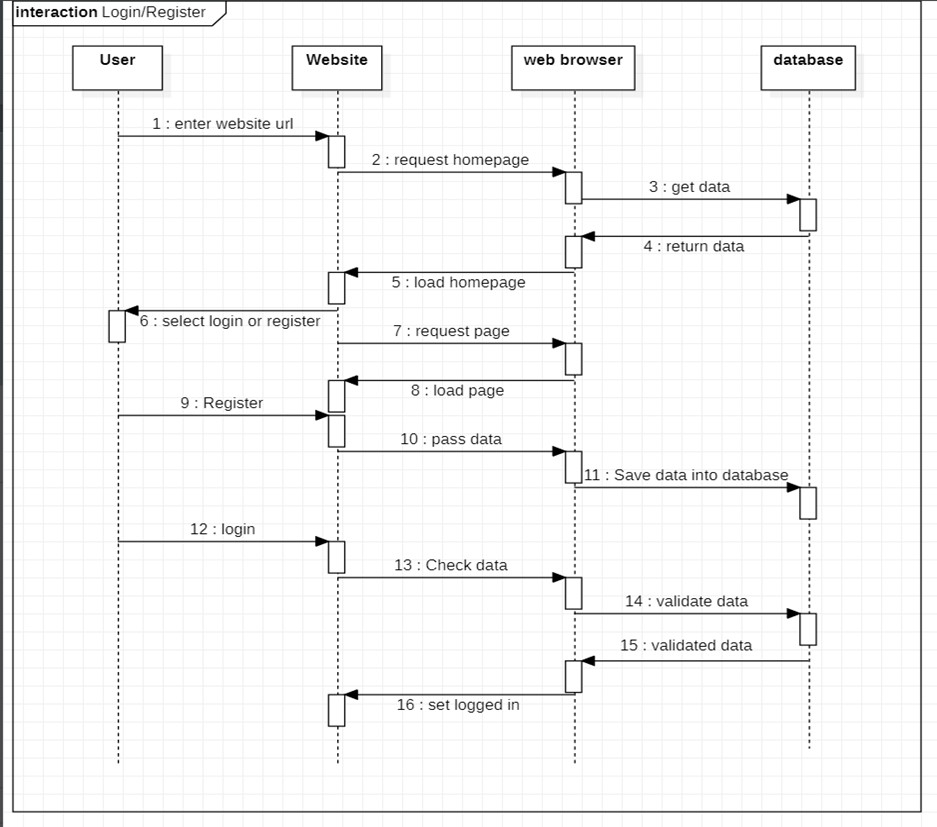 interaction Login/Register
User
Website
web browser
database
1 : enter website url
2 : request homepage
3 : get data
4 : return data
5 : load homepage
6 : select login or register
7 : request page
8 : load page
9 : Register
10 : pass data
11 : Save data into database
12 : login
13 : Check data
14 : validate data
15 : validated data
16 : set logged in